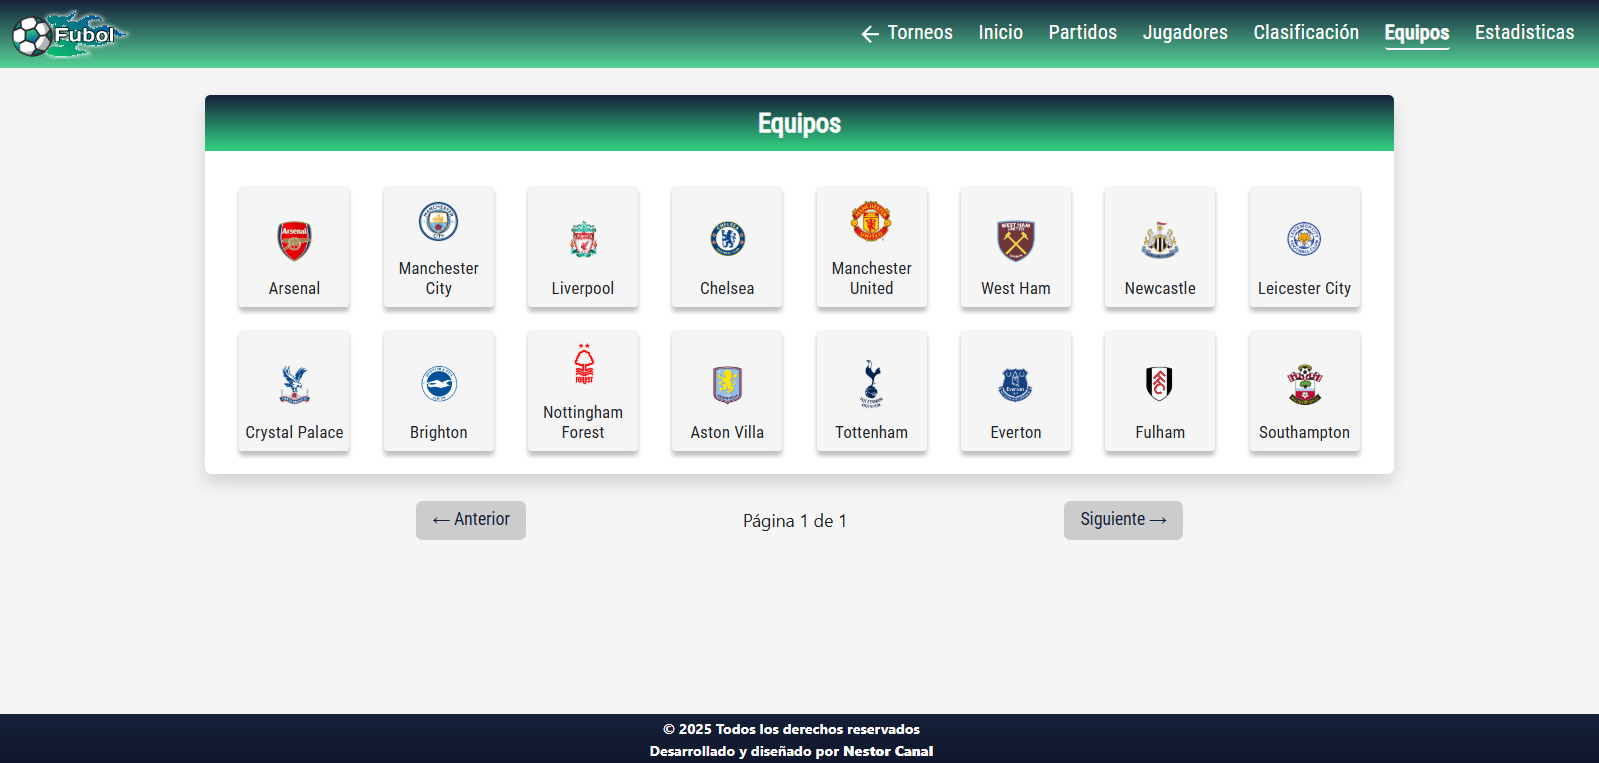 Fubol
← Torneos Inicio Partidos Jugadores Clasificación Equipos Estadisticas
Equipos
Arsenal
Manchester
City
Liverpool
Chelsea
Manchester
United
West Ham
Newcastle
Leicester City
Crystal Palace
Brighton
Nottingham
Forest
Aston Villa
Tottenham
Everton
Fulham
Southampton
← Anterior
Página 1 de 1
Siguiente →
© 2025 Todos los derechos reservados
Desarrollado y diseñado por Nestor Canal